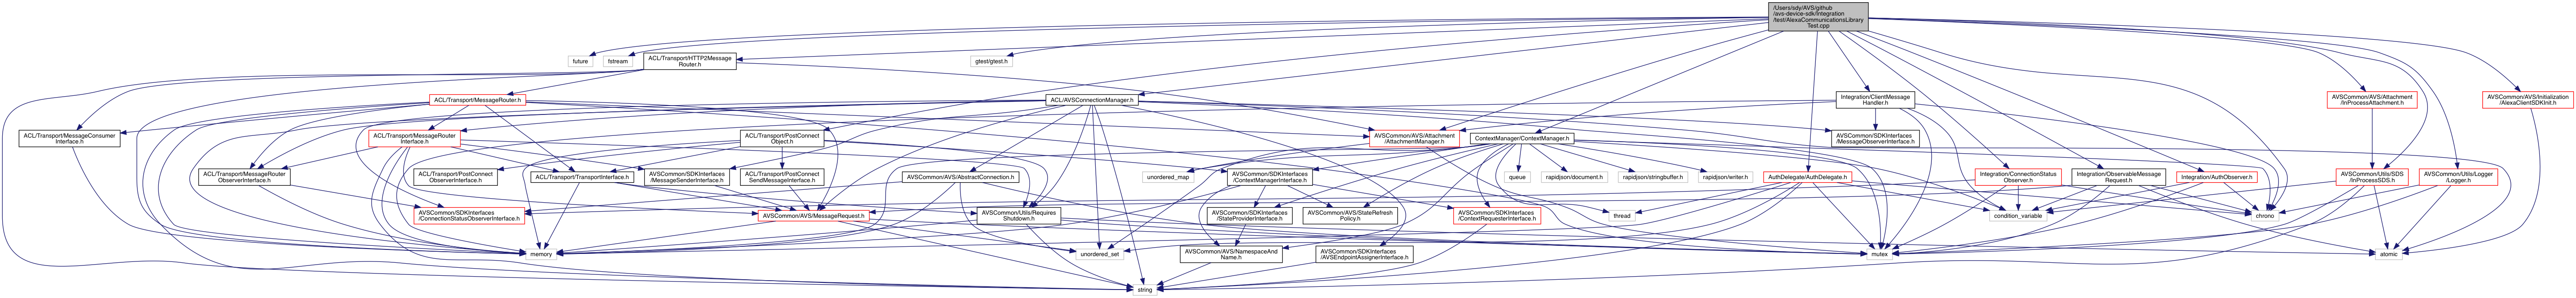 /Users/sdy/AVS/github
/avs-device-sdk/Integration
/test/AlexaCommunicationsLibrary
Test.cpp
future
fstream
ACL/Transport/HTTP2Message
Router.h
gtest/gtest.h
ACL/Transport/MessageRouter.h
ACL/AVSConnectionManager.h
Integration/ClientMessage
Handler.h
AVSCommon/AVS/Attachment
/InProcessAttachment.h
AVSCommon/AVS/Initialization
/AlexaClientSDKInit.h
ACL/Transport/MessageConsumer
Interface.h
ACL/Transport/MessageRouter
Interface.h
ACL/Transport/PostConnect
Object.h
AVSCommon/AVS/Attachment
/AttachmentManager.h
ContextManager/ContextManager.h
AVSCommon/SDKInterfaces
/MessageObserverInterface.h
ACL/Transport/MessageRouter
ObserverInterface.h
ACL/Transport/PostConnect
ObserverInterface.h
ACL/Transport/TransportInterface.h
AVSCommon/SDKInterfaces
/MessageSenderInterface.h
ACL/Transport/PostConnect
SendMessageInterface.h
AVSCommon/AVS/AbstractConnection.h
unordered_map
AVSCommon/SDKInterfaces
/ContextManagerInterface.h
queue
rapidjson/document.h
rapidjson/stringbuffer.h
rapidjson/writer.h
AuthDelegate/AuthDelegate.h
Integration/ConnectionStatus
Observer.h
Integration/ObservableMessage
Request.h
Integration/AuthObserver.h
AVSCommon/Utils/SDS
/InProcessSDS.h
AVSCommon/Utils/Logger
/Logger.h
AVSCommon/SDKInterfaces
/ConnectionStatusObserverInterface.h
AVSCommon/AVS/MessageRequest.h
AVSCommon/Utils/Requires
Shutdown.h
AVSCommon/SDKInterfaces
/StateProviderInterface.h
AVSCommon/AVS/StateRefresh
Policy.h
AVSCommon/SDKInterfaces
/ContextRequesterInterface.h
thread
condition_variable
chrono
memory
unordered_set
AVSCommon/AVS/NamespaceAnd
Name.h
AVSCommon/SDKInterfaces
/AVSEndpointAssignerInterface.h
mutex
atomic
string